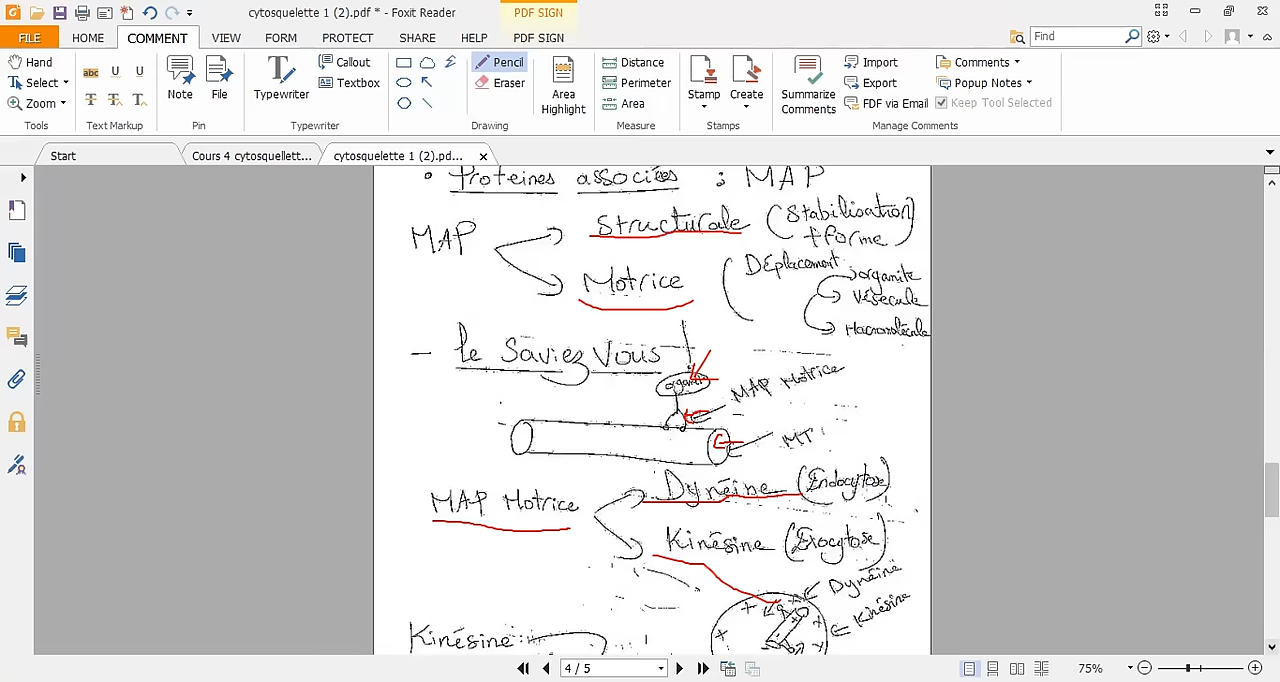 cytosquelette 1 (2).pdf * - Foxit Reader
PDF SIGN
FILE HOME COMMENT VIEW FORM PROTECT SHARE HELP PDF SIGN
Find
Hand
Select
Zoom
Tools
abc U U
T T T
Text Markup
Note
File
Pin
Typewriter
Callout
Textbox
Typewriter
Pencil
Eraser
Drawing
Area Highlight
Distance
Perimeter
Area
Measure
Stamp
Create
Stamps
Summarize Comments
Import
Export
FDF via Email
Comments
Popup Notes
Keep Tool Selected
Manage Comments
Start
Cours 4 cytosquellett...
cytosquelette 1 (2).pd...
• Proteines associées : MAP
MAP
Structurale (Stabilisation + forme)
Motrice
(Déplacement
organite
Vésécule
Macromolécule
- le Saviez Vous
organite
MAP Motrice
MT
MAP Motrice
Dynéine (Endocytose)
Kinésine (Exocytose)
Dynéine
Kinésine
Kinésine :
4 / 5
75%